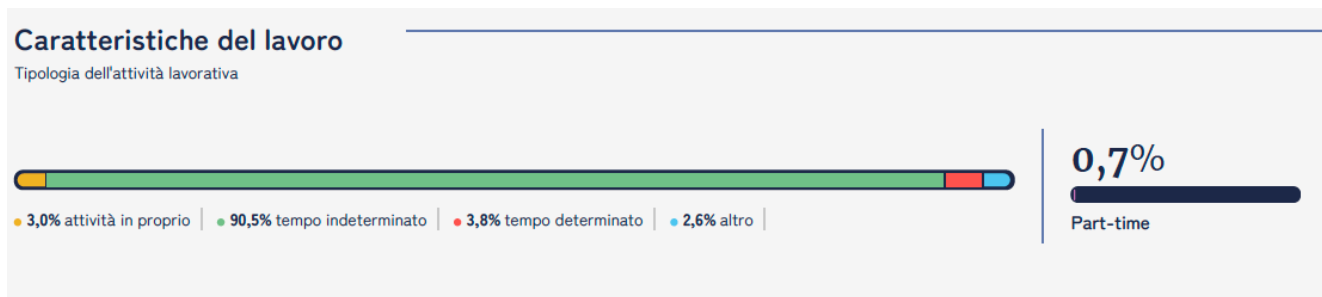 Caratteristiche del lavoro
Tipologia dell'attività lavorativa
3,0% attività in proprio
90,5% tempo indeterminato
3,8% tempo determinato
2,6% altro
0,7%
Part-time